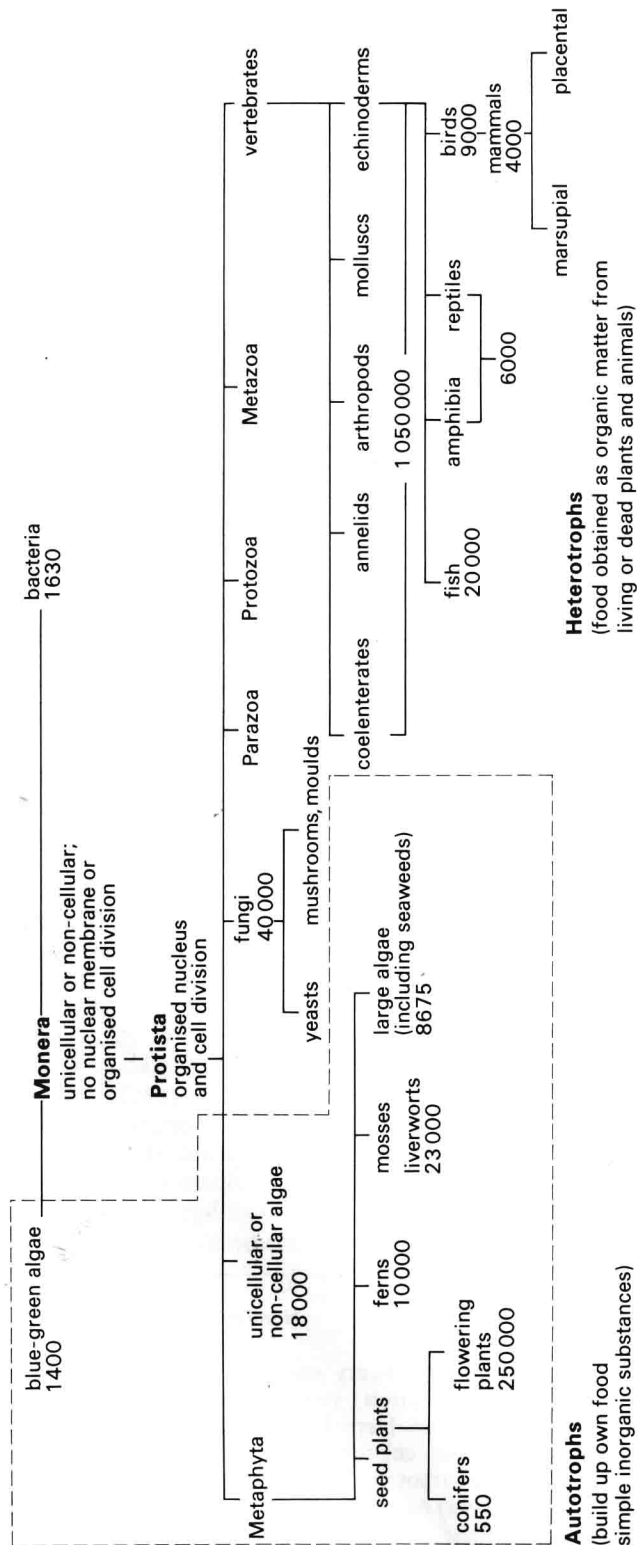 blue-green algae
1400
Monera
unicellular or non-cellular;
no nuclear membrane or
organised cell division
bacteria
1630
Protista
organised nucleus
and cell division
Metaphyta
unicellular or
non-cellular algae
18 000
fungi
40 000
Parazoa
Protozoa
Metazoa
vertebrates
yeasts
mushrooms, moulds
seed plants
ferns
10 000
mosses
liverworts
23 000
large algae
(including seaweeds)
8675
coelenterates
annelids
arthropods
molluscs
echinoderms
1 050 000
conifers
550
flowering
plants
250 000
fish
20 000
amphibia
reptiles
6000
birds
9000
mammals
4000
marsupial
placental
Autotrophs
(build up own food
simple inorganic substances)
Heterotrophs
(food obtained as organic matter from
living or dead plants and animals)